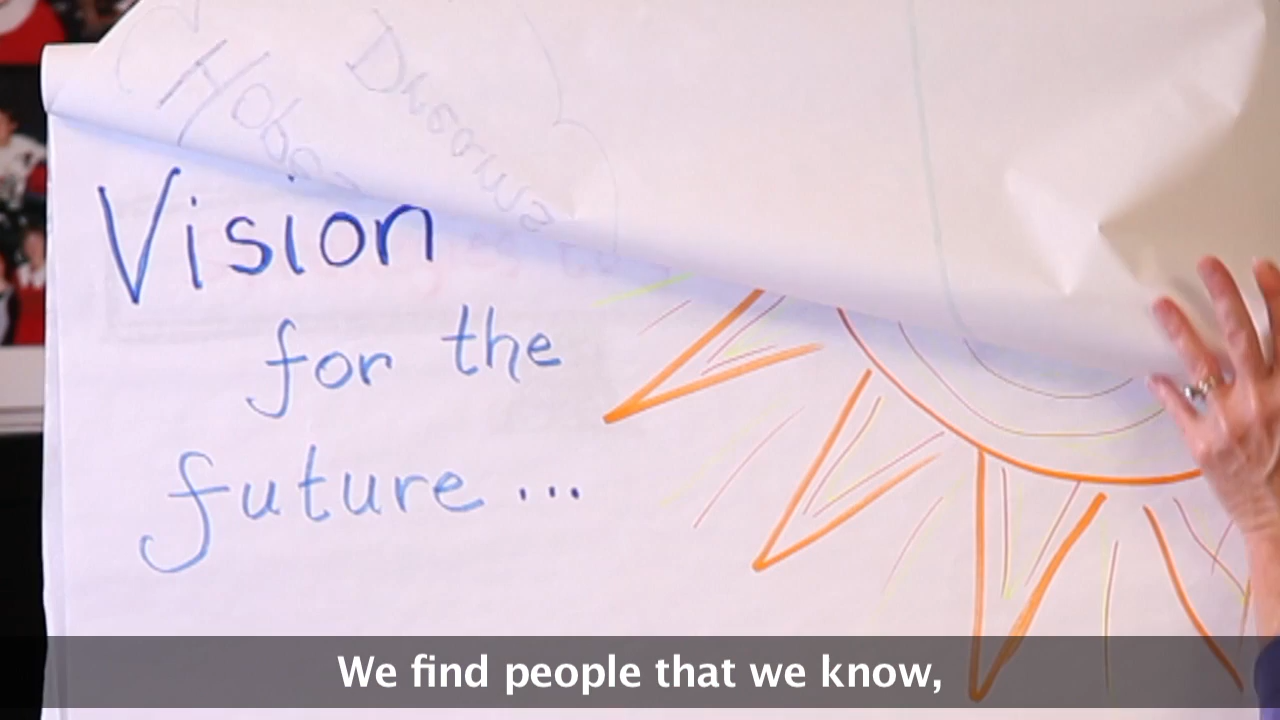 Vision
for the
future...
We find people that we know,